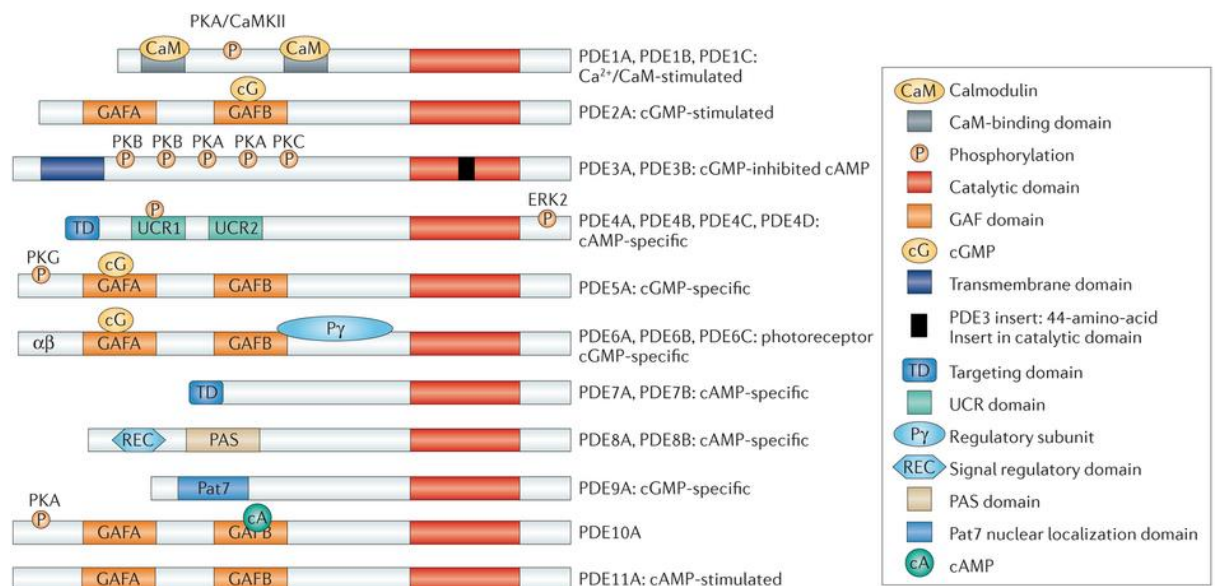 PKA/CaMKII
CaM P CaM
PDE1A, PDE1B, PDE1C:
Ca²⁺/CaM-stimulated
cG
GAFA GAFB
PDE2A: cGMP-stimulated
PKB PKB PKA PKA PKC
P P P P P
PDE3A, PDE3B: cGMP-inhibited cAMP
ERK2
P P
TD UCR1 UCR2
PDE4A, PDE4B, PDE4C, PDE4D:
cAMP-specific
PKG
P cG
GAFA GAFB
PDE5A: cGMP-specific
cG Pγ
αβ GAFA GAFB
PDE6A, PDE6B, PDE6C: photoreceptor
cGMP-specific
TD
PDE7A, PDE7B: cAMP-specific
REC PAS
PDE8A, PDE8B: cAMP-specific
Pat7
PDE9A: cGMP-specific
PKA
P cA
GAFA GAFB
PDE10A
GAFA GAFB
PDE11A: cAMP-stimulated
CaM Calmodulin
CaM-binding domain
P Phosphorylation
Catalytic domain
GAF domain
cG cGMP
Transmembrane domain
PDE3 insert: 44-amino-acid
Insert in catalytic domain
TD Targeting domain
UCR domain
Pγ Regulatory subunit
REC Signal regulatory domain
PAS domain
Pat7 nuclear localization domain
cA cAMP